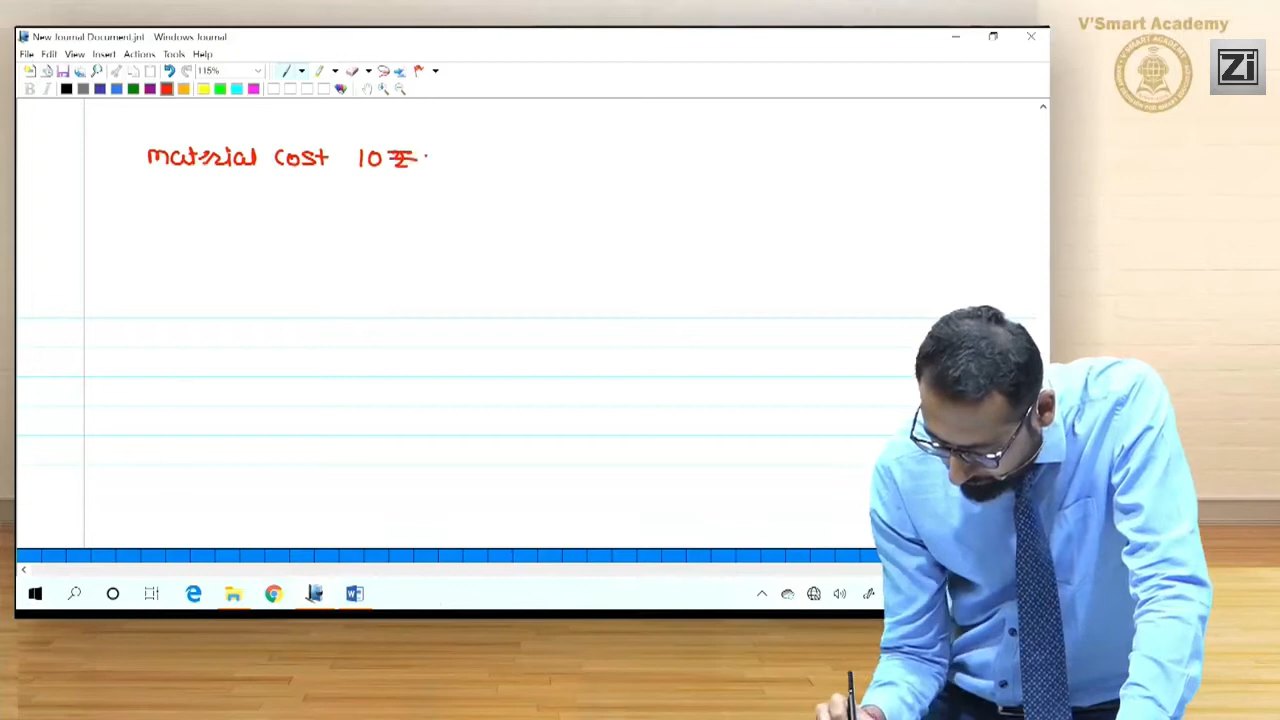 V'Smart Academy
Zi
New Journal Document.jnt - Windows Journal
File Edit View Insert Actions Tools Help
115%
B I
material cost 10₹